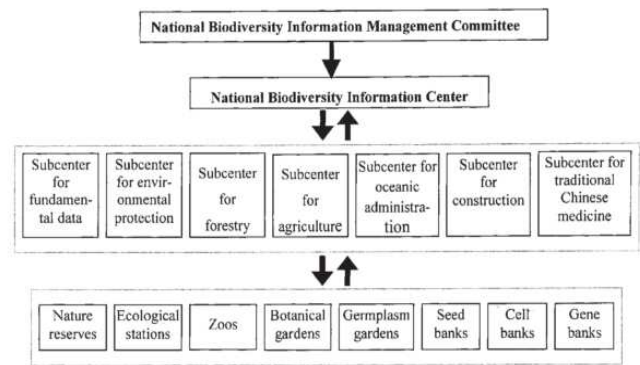 National Biodiversity Information Management Committee
National Biodiversity Information Center
Subcenter
for
fundamen-
tal data
Subcenter
for envir-
onmental
protection
Subcenter
for
forestry
Subcenter
for
agriculture
Subcenter for
oceanic
administra-
tion
Subcenter
for
construction
Subcenter for
traditional
Chinese
medicine
Nature
reserves
Ecological
stations
Zoos
Botanical
gardens
Germplasm
gardens
Seed
banks
Cell
banks
Gene
banks